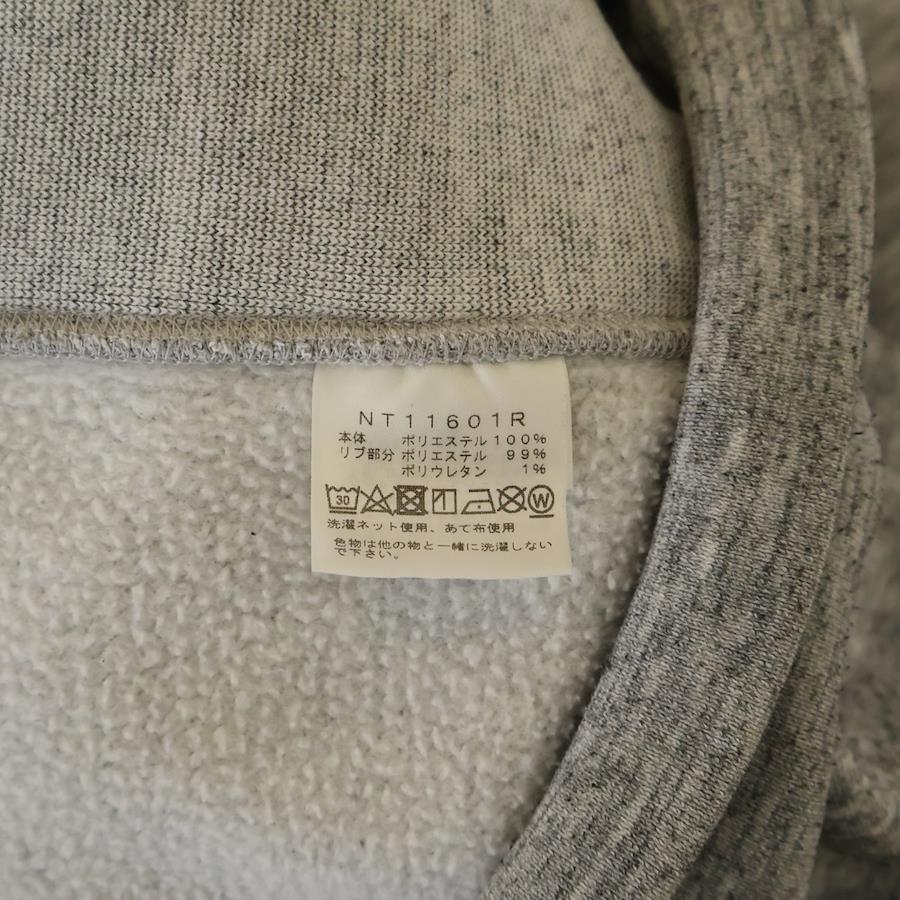 NT11601R
本体 ポリエステル 100%
リブ部分 ポリエステル 99%
ポリウレタン 1%
30 W
洗濯ネット使用、あて布使用
色物は他の物と一緒に洗濯しない
で下さい。